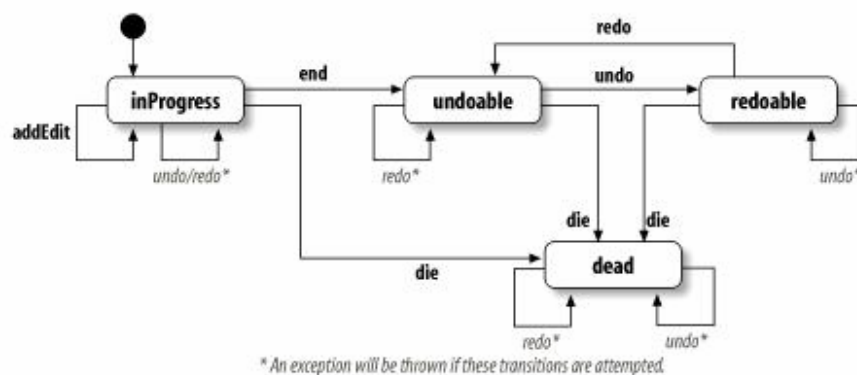 redo
end
undo
inProgress
undoable
redoable
addEdit
undo/redo*
redo*
undo*
die
die
die
dead
redo*
undo*
* An exception will be thrown if these transitions are attempted.